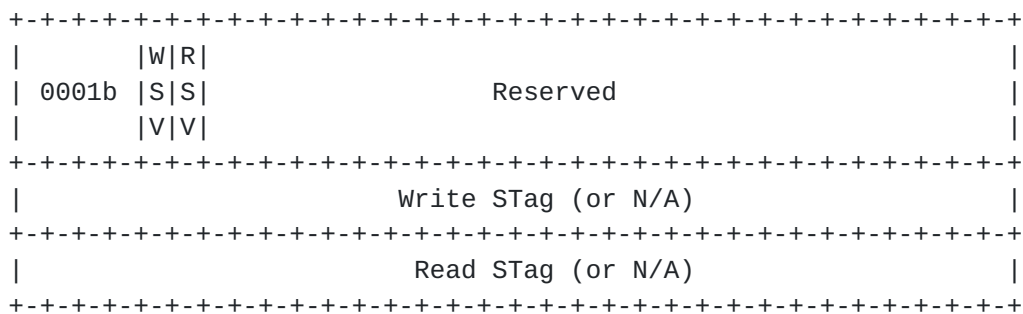 +-+-+-+-+-+-+-+-+-+-+-+-+-+-+-+-+-+-+-+-+-+-+-+-+-+-+-+-+-+-+-+-+
|       |W|R|                                                   |
| 0001b |S|S|                  Reserved                         |
|       |V|V|                                                   |
+-+-+-+-+-+-+-+-+-+-+-+-+-+-+-+-+-+-+-+-+-+-+-+-+-+-+-+-+-+-+-+-+
|                        Write STag (or N/A)                    |
+-+-+-+-+-+-+-+-+-+-+-+-+-+-+-+-+-+-+-+-+-+-+-+-+-+-+-+-+-+-+-+-+
|                         Read STag (or N/A)                    |
+-+-+-+-+-+-+-+-+-+-+-+-+-+-+-+-+-+-+-+-+-+-+-+-+-+-+-+-+-+-+-+-+